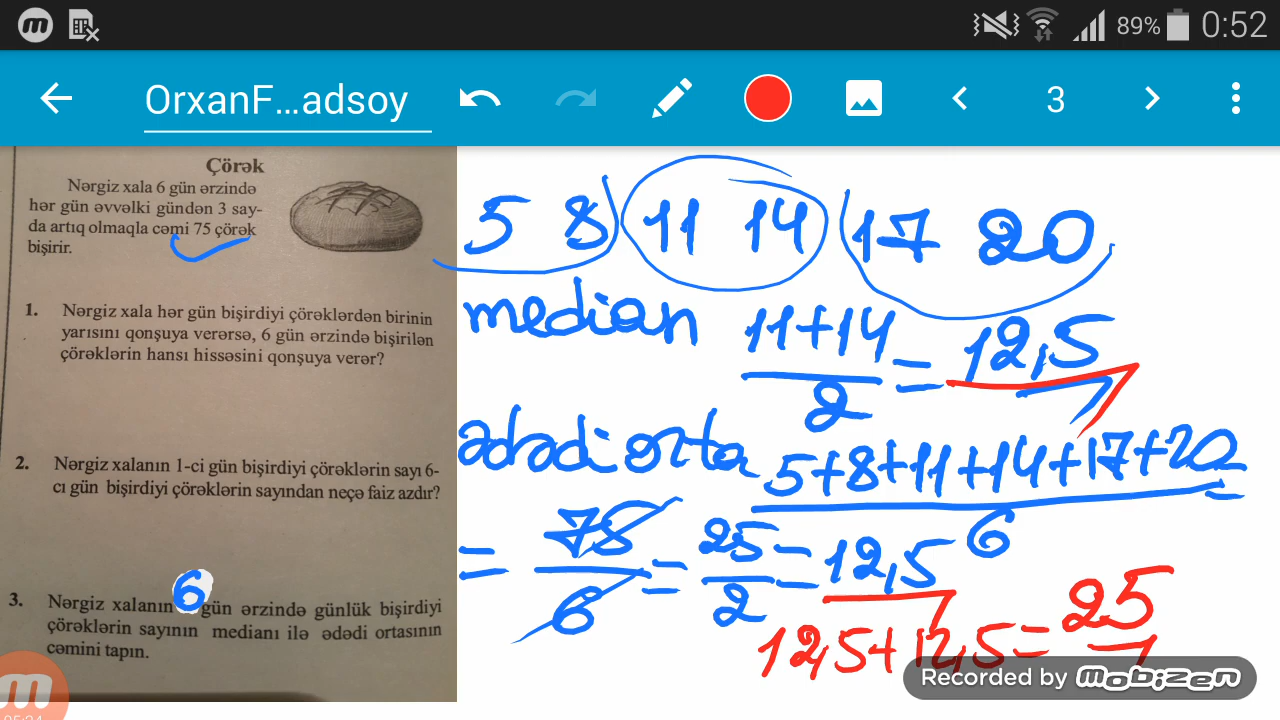 89% 0:52
OrxanF...adsoy 3
Çörək
Nərgiz xala 6 gün ərzində
hər gün əvvəlki gündən 3 say-
da artıq olmaqla cəmi 75 çörək
bişirir.
1. Nərgiz xala hər gün bişirdiyi çörəklərdən birinin
yarısını qonşuya verərsə, 6 gün ərzində bişirilən
çörəklərin hansı hissəsini qonşuya verər?
2. Nərgiz xalanın 1-ci gün bişirdiyi çörəklərin sayı 6-
cı gün bişirdiyi çörəklərin sayından neçə faiz azdır?
3. Nərgiz xalanın 6 gün ərzində günlük bişirdiyi
çörəklərin sayının medianı ilə ədədi ortasının
cəmini tapın.
5 8 11 14 17 20
median 11+14
2
= 12,5
ədədi orta 5+8+11+14+17+20
6
=
= 75
6
= 25
2
= 12,5
12,5+12,5= 25
Recorded by mobizen